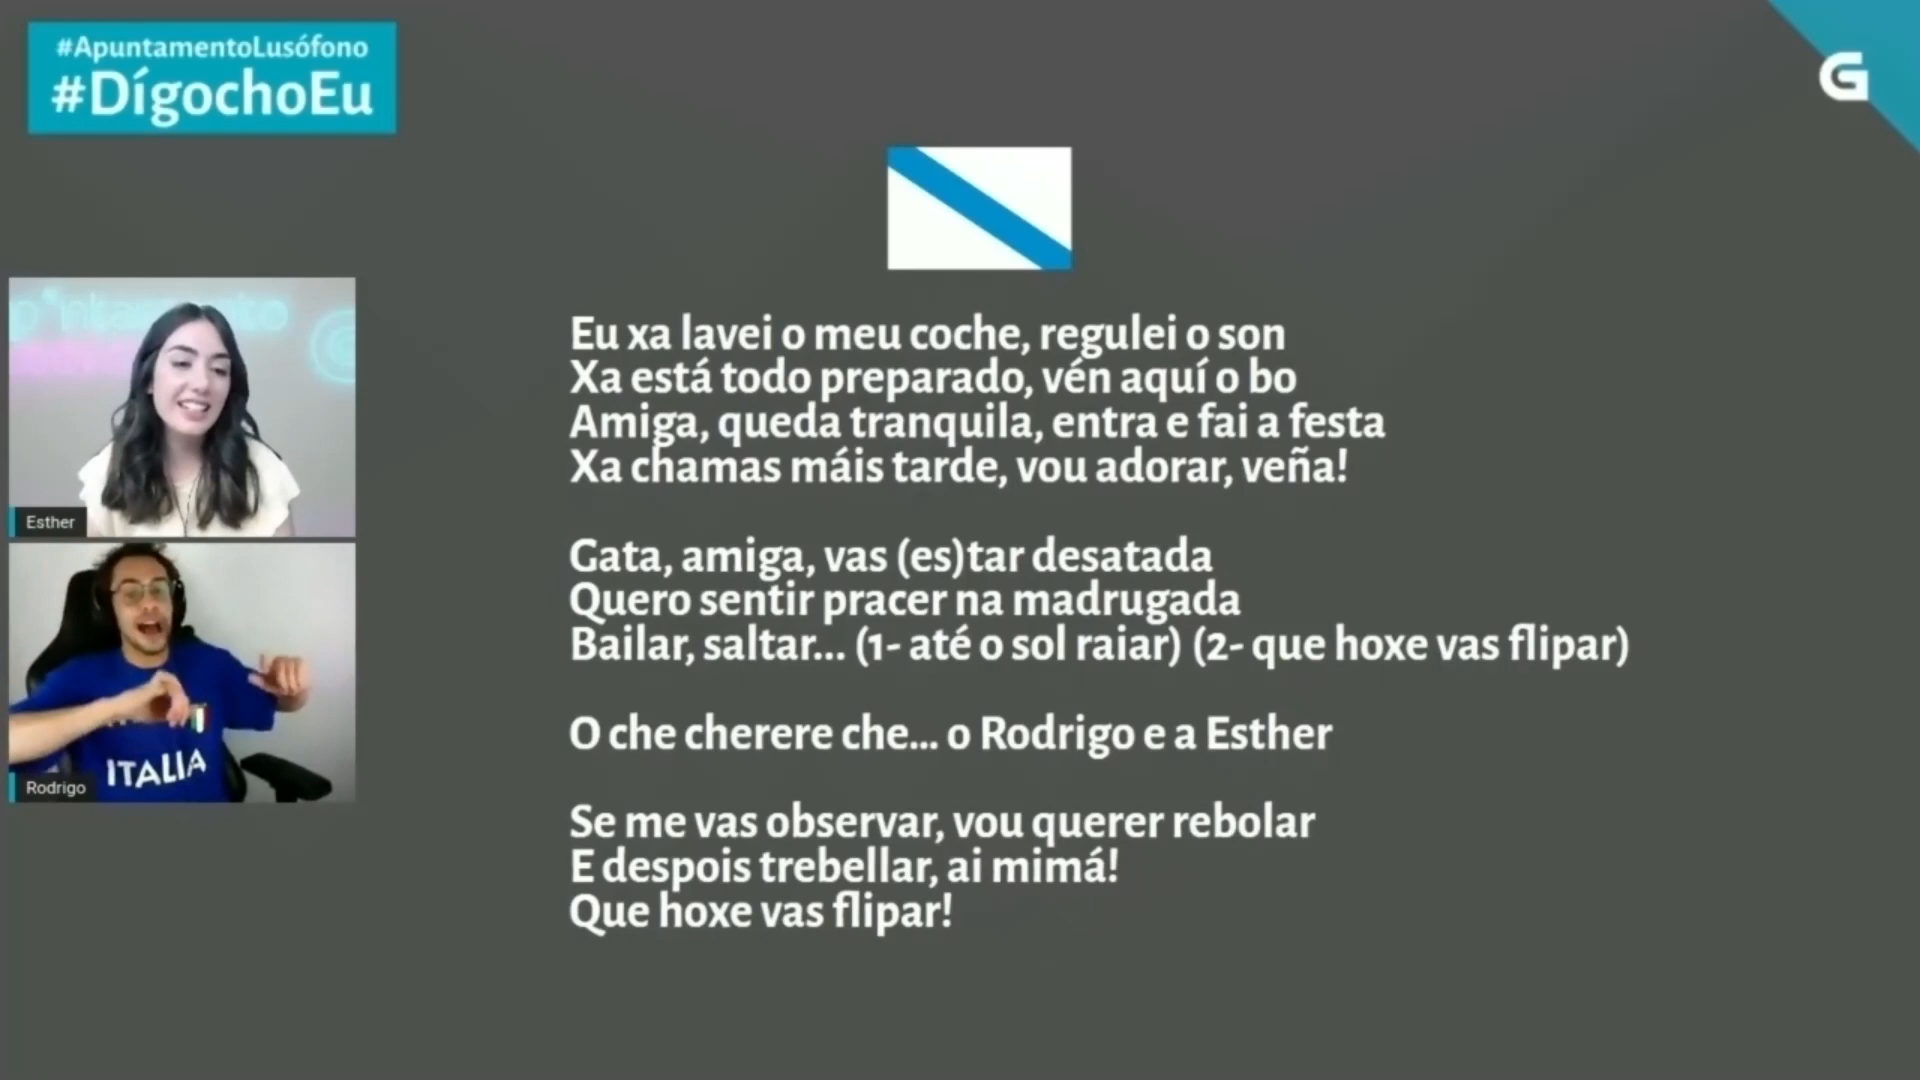 #ApuntamentoLusófono
#DígochoEu
G
Eu xa lavei o meu coche, regulei o son
Xa está todo preparado, vén aquí o bo
Amiga, queda tranquila, entra e fai a festa
Xa chamas máis tarde, vou adorar, veña!
Gata, amiga, vas (es)tar desatada
Quero sentir pracer na madrugada
Bailar, saltar... (1- até o sol raiar) (2- que hoxe vas flipar)
O che cherere che... o Rodrigo e a Esther
Se me vas observar, vou querer rebolar
E despois trebellar, ai mimá!
Que hoxe vas flipar!
Esther
ITALIA
Rodrigo